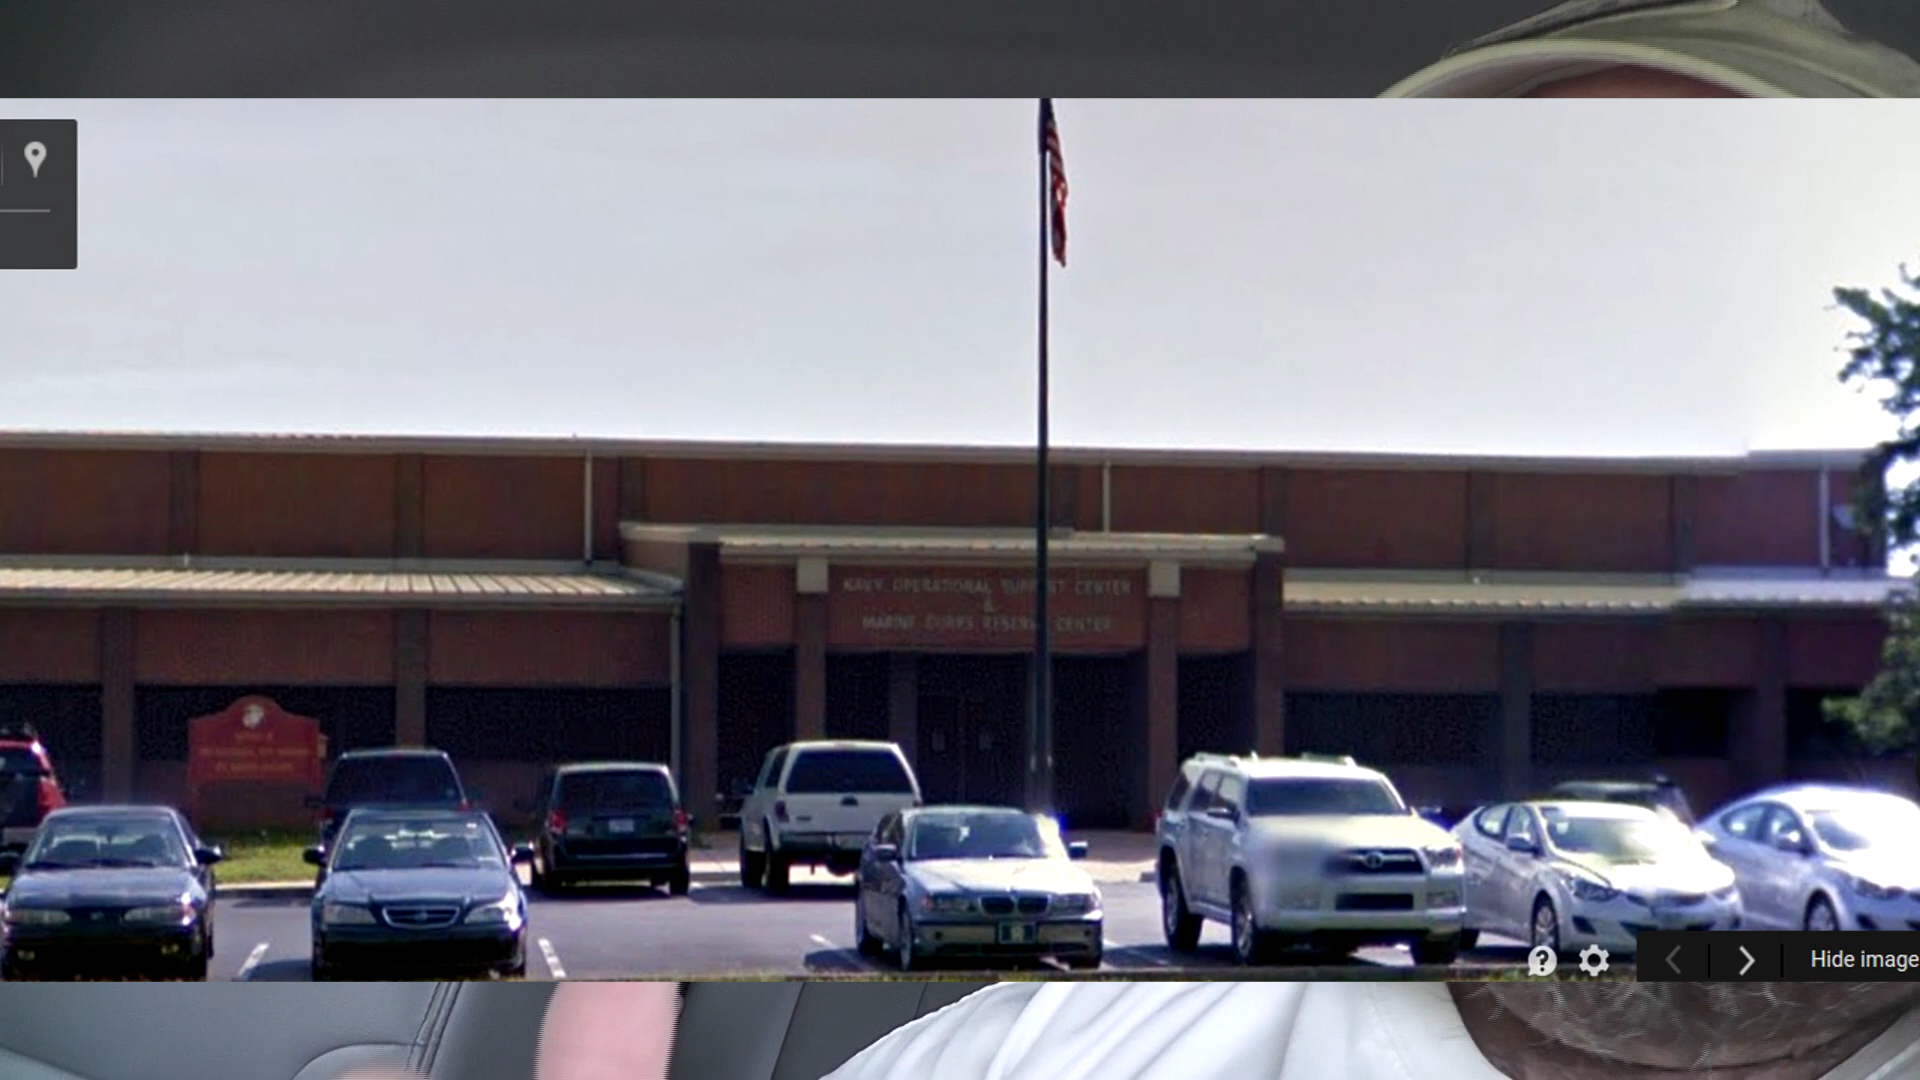 NAVY OPERATIONAL SUPPORT CENTER
&
MARINE CORPS RESERVE CENTER
Hide image